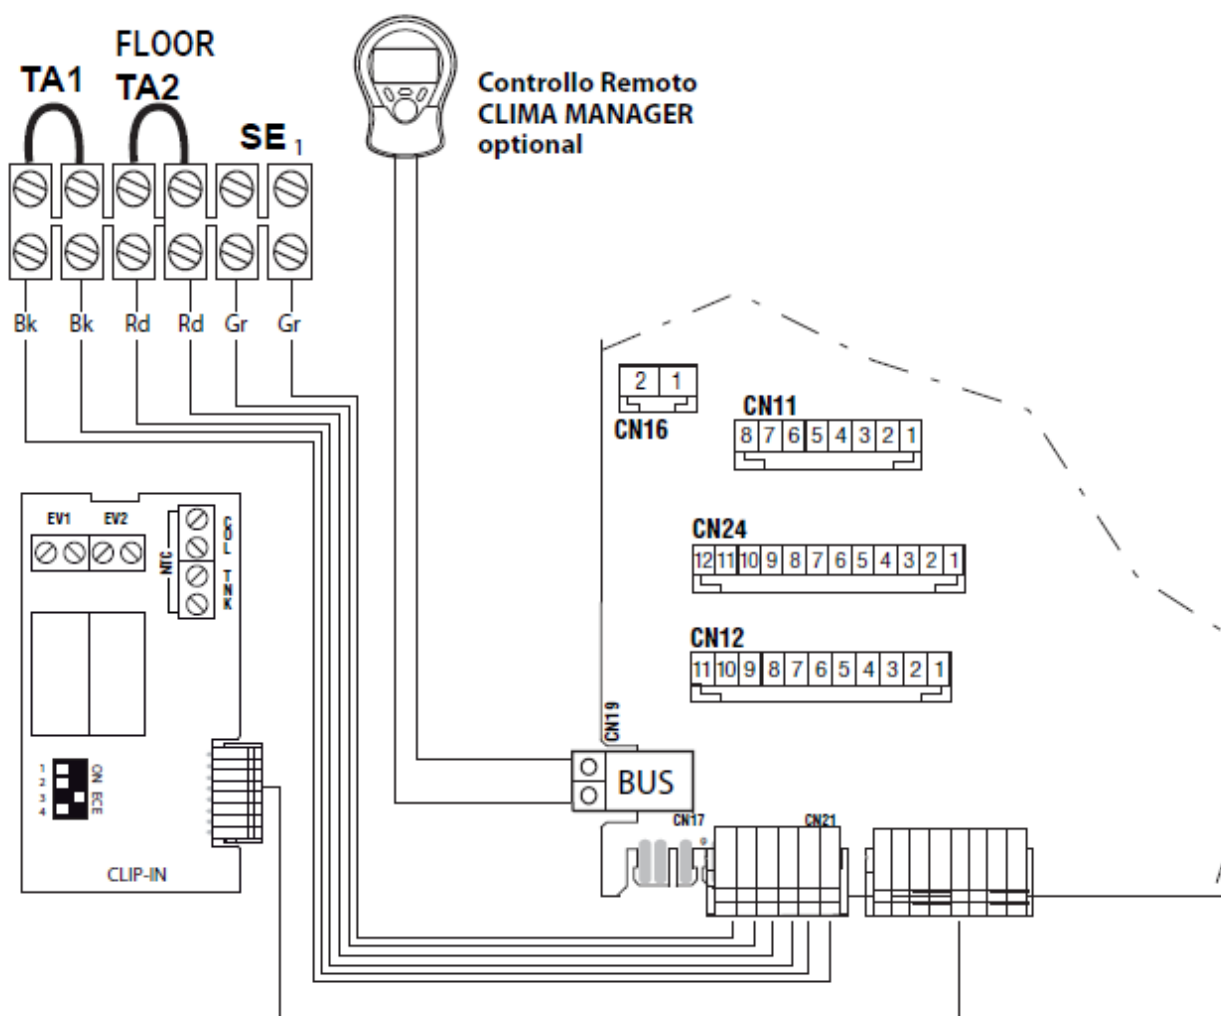 FLOOR
TA1
TA2
SE 1
Controllo Remoto
CLIMA MANAGER
optional
Bk
Bk
Rd
Rd
Gr
Gr
2 1
CN16
CN11
8 7 6 5 4 3 2 1
CN24
12 11 10 9 8 7 6 5 4 3 2 1
CN12
11 10 9 8 7 6 5 4 3 2 1
CN19
BUS
CN17
CN21
EV1
EV2
NTC
COL
TNK
1
2
3
4
ON
ECE
CLIP-IN